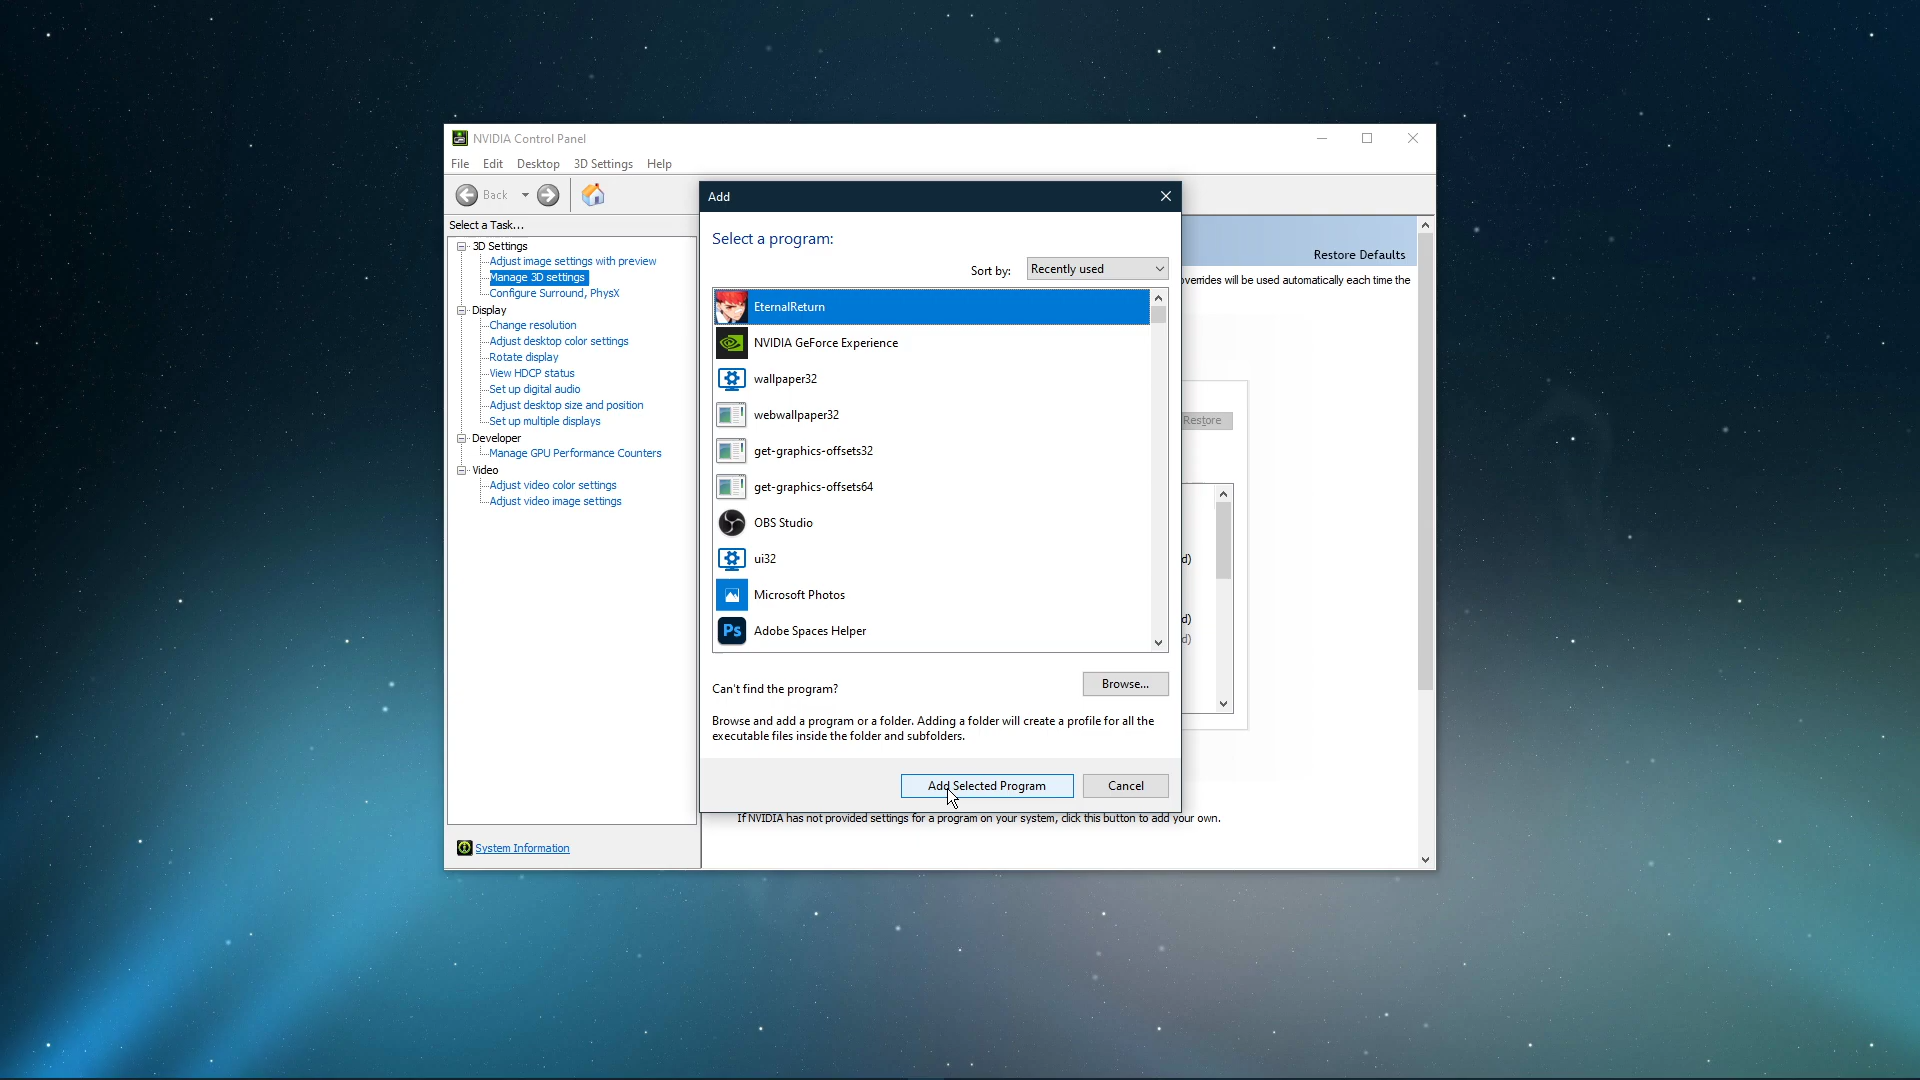 NVIDIA Control Panel
File Edit Desktop 3D Settings Help
Back
Select a Task...
3D Settings
Adjust image settings with preview
Manage 3D settings
Configure Surround, PhysX
Display
Change resolution
Adjust desktop color settings
Rotate display
View HDCP status
Set up digital audio
Adjust desktop size and position
Set up multiple displays
Developer
Manage GPU Performance Counters
Video
Adjust video color settings
Adjust video image settings
System Information
Add
Select a program:
Sort by: Recently used
EternalReturn
NVIDIA GeForce Experience
wallpaper32
webwallpaper32
get-graphics-offsets32
get-graphics-offsets64
OBS Studio
ui32
Microsoft Photos
Ps Adobe Spaces Helper
Can't find the program?
Browse...
Browse and add a program or a folder. Adding a folder will create a profile for all the
executable files inside the folder and subfolders.
Add Selected Program
Cancel
Restore Defaults
will be used automatically each time the
Restore
d)
d)
d)
If NVIDIA has not provided settings for a program on your system, click this button to add your own.